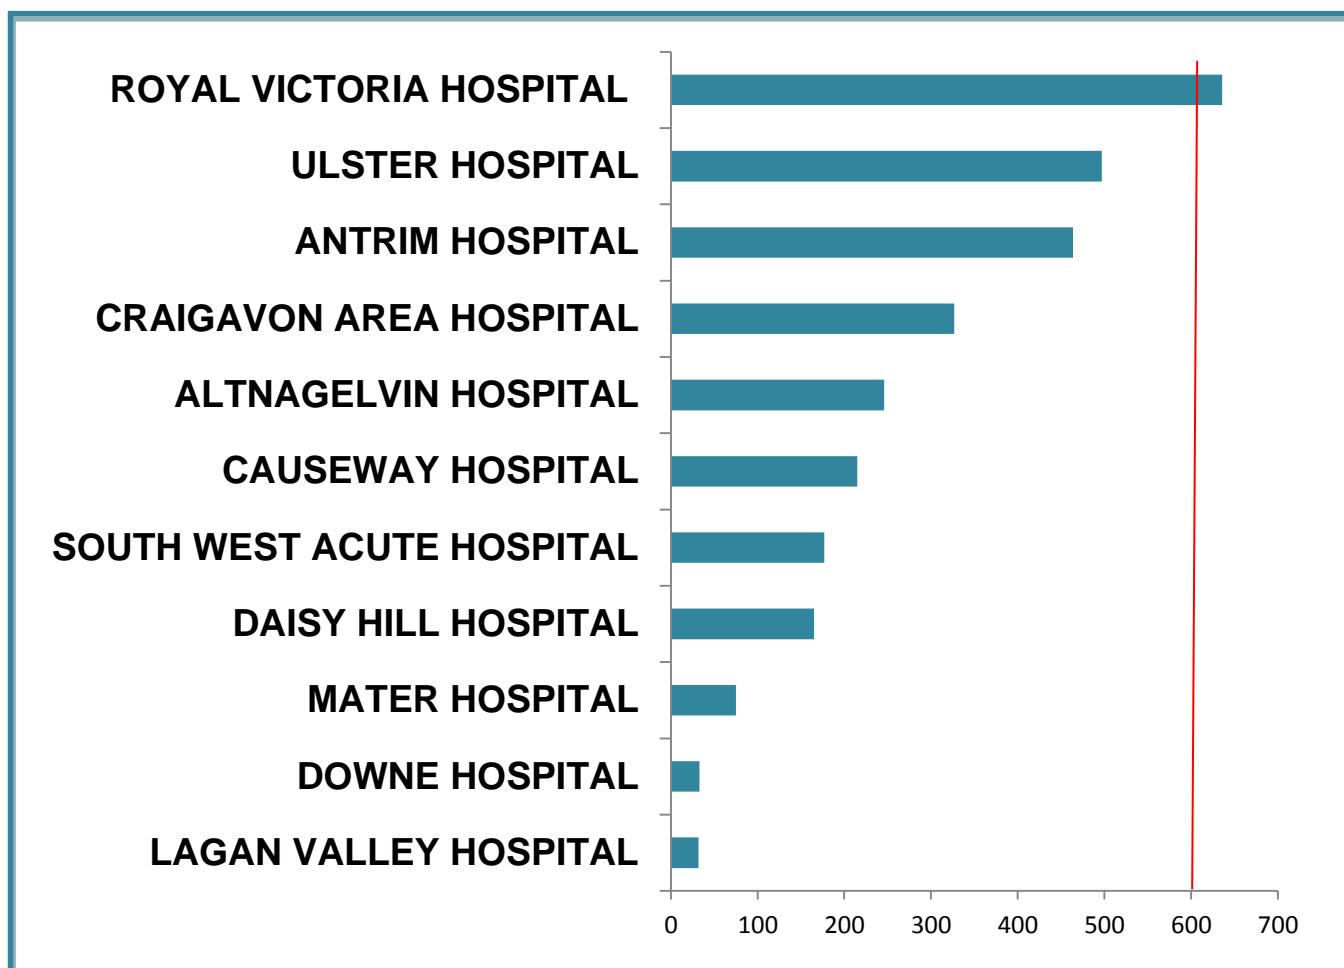 ROYAL VICTORIA HOSPITAL
ULSTER HOSPITAL
ANTRIM HOSPITAL
CRAIGAVON AREA HOSPITAL
ALTNAGELVIN HOSPITAL
CAUSEWAY HOSPITAL
SOUTH WEST ACUTE HOSPITAL
DAISY HILL HOSPITAL
MATER HOSPITAL
DOWNE HOSPITAL
LAGAN VALLEY HOSPITAL
0 100 200 300 400 500 600 700